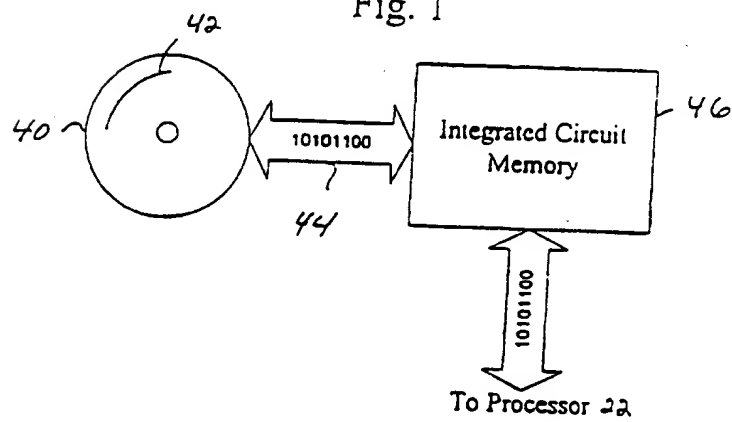 Fig. 1
42
40
10101100
44
Integrated Circuit
Memory
46
10101100
To Processor 22